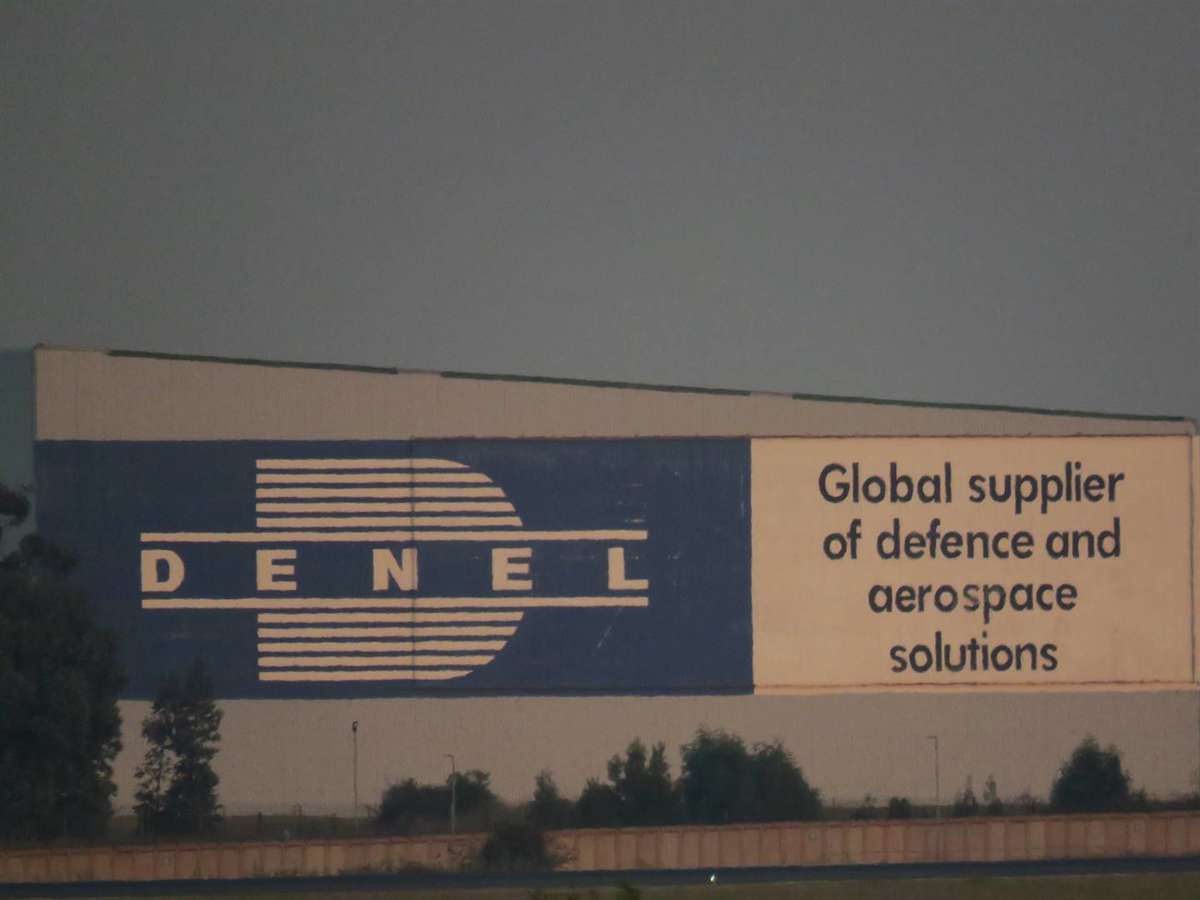 DENEL
Global supplier
of defence and
aerospace
solutions